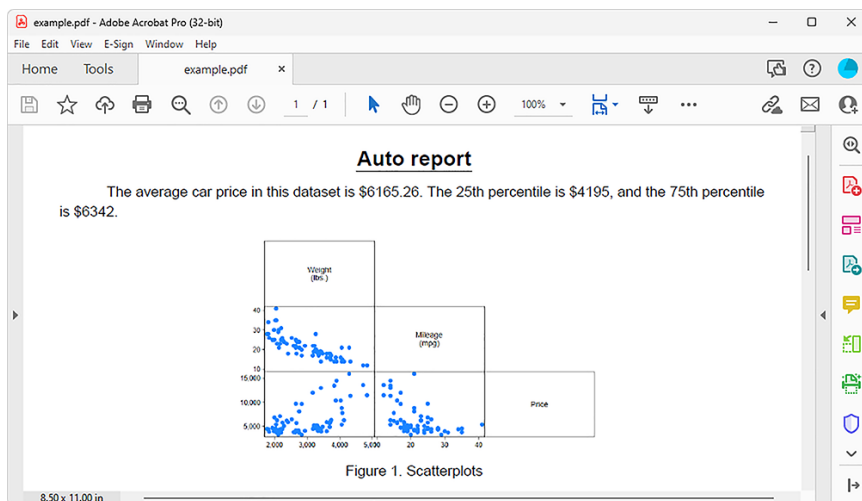 example.pdf - Adobe Acrobat Pro (32-bit)
File Edit View E-Sign Window Help
Home Tools example.pdf ×
1 / 1 100%
Auto report
The average car price in this dataset is $6165.26. The 25th percentile is $4195, and the 75th percentile
is $6342.
Weight
(lbs.)
40
30
20
10
Mileage
(mpg)
15,000
10,000
5,000
Price
2,000 3,000 4,000 5,000 20 30 40
Figure 1. Scatterplots
8.50 x 11.00 in